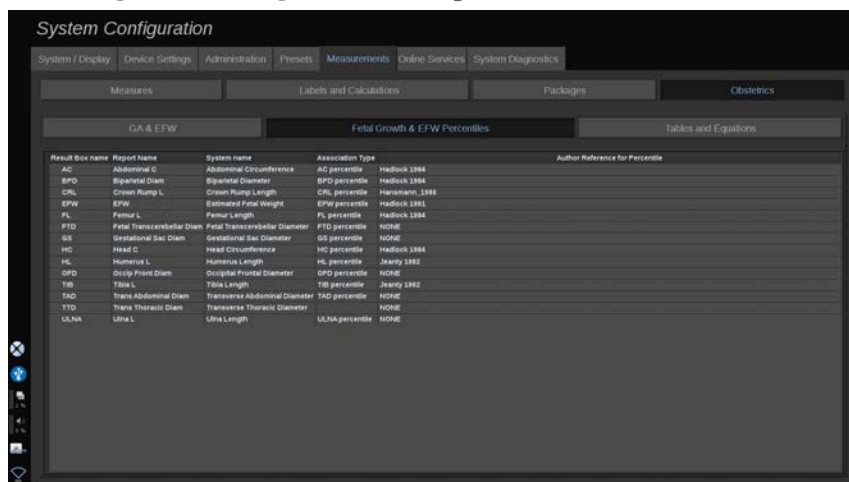 System Configuration
System / Display Device Settings Administration Presets Measurements Online Services System Diagnostics
Measures Labels and Calculations Packages Obstetrics
GA & EFW Fetal Growth & EFW Percentiles Tables and Equations
Result Box name Report Name System name Association Type Author Reference for Percentile
AC Abdominal C Abdominal Circumference AC percentile Hadlock 1984
BPD Biparietal Diam Biparietal Diameter BPD percentile Hadlock 1984
CRL Crown Rump L Crown Rump Length CRL percentile Hansmann_1986
EFW EFW Estimated Fetal Weight EFW percentile Hadlock 1991
FL Femur L Femur Length FL percentile Hadlock 1984
FTD Fetal Transcerebellar Diam Fetal Transcerebellar Diameter FTD percentile NONE
GS Gestational Sac Diam Gestational Sac Diameter GS percentile NONE
HC Head C Head Circumference HC percentile Hadlock 1984
HL Humerus L Humerus Length HL percentile Jeanty 1982
OFD Occip Front Diam Occipital Frontal Diameter OFD percentile NONE
TIB Tibia L Tibia Length TIB percentile Jeanty 1982
TAD Trans Abdominal Diam Transverse Abdominal Diameter TAD percentile NONE
TTD Trans Thoracic Diam Transverse Thoracic Diameter NONE
ULNA Ulna L Ulna Length ULNA percentile NONE